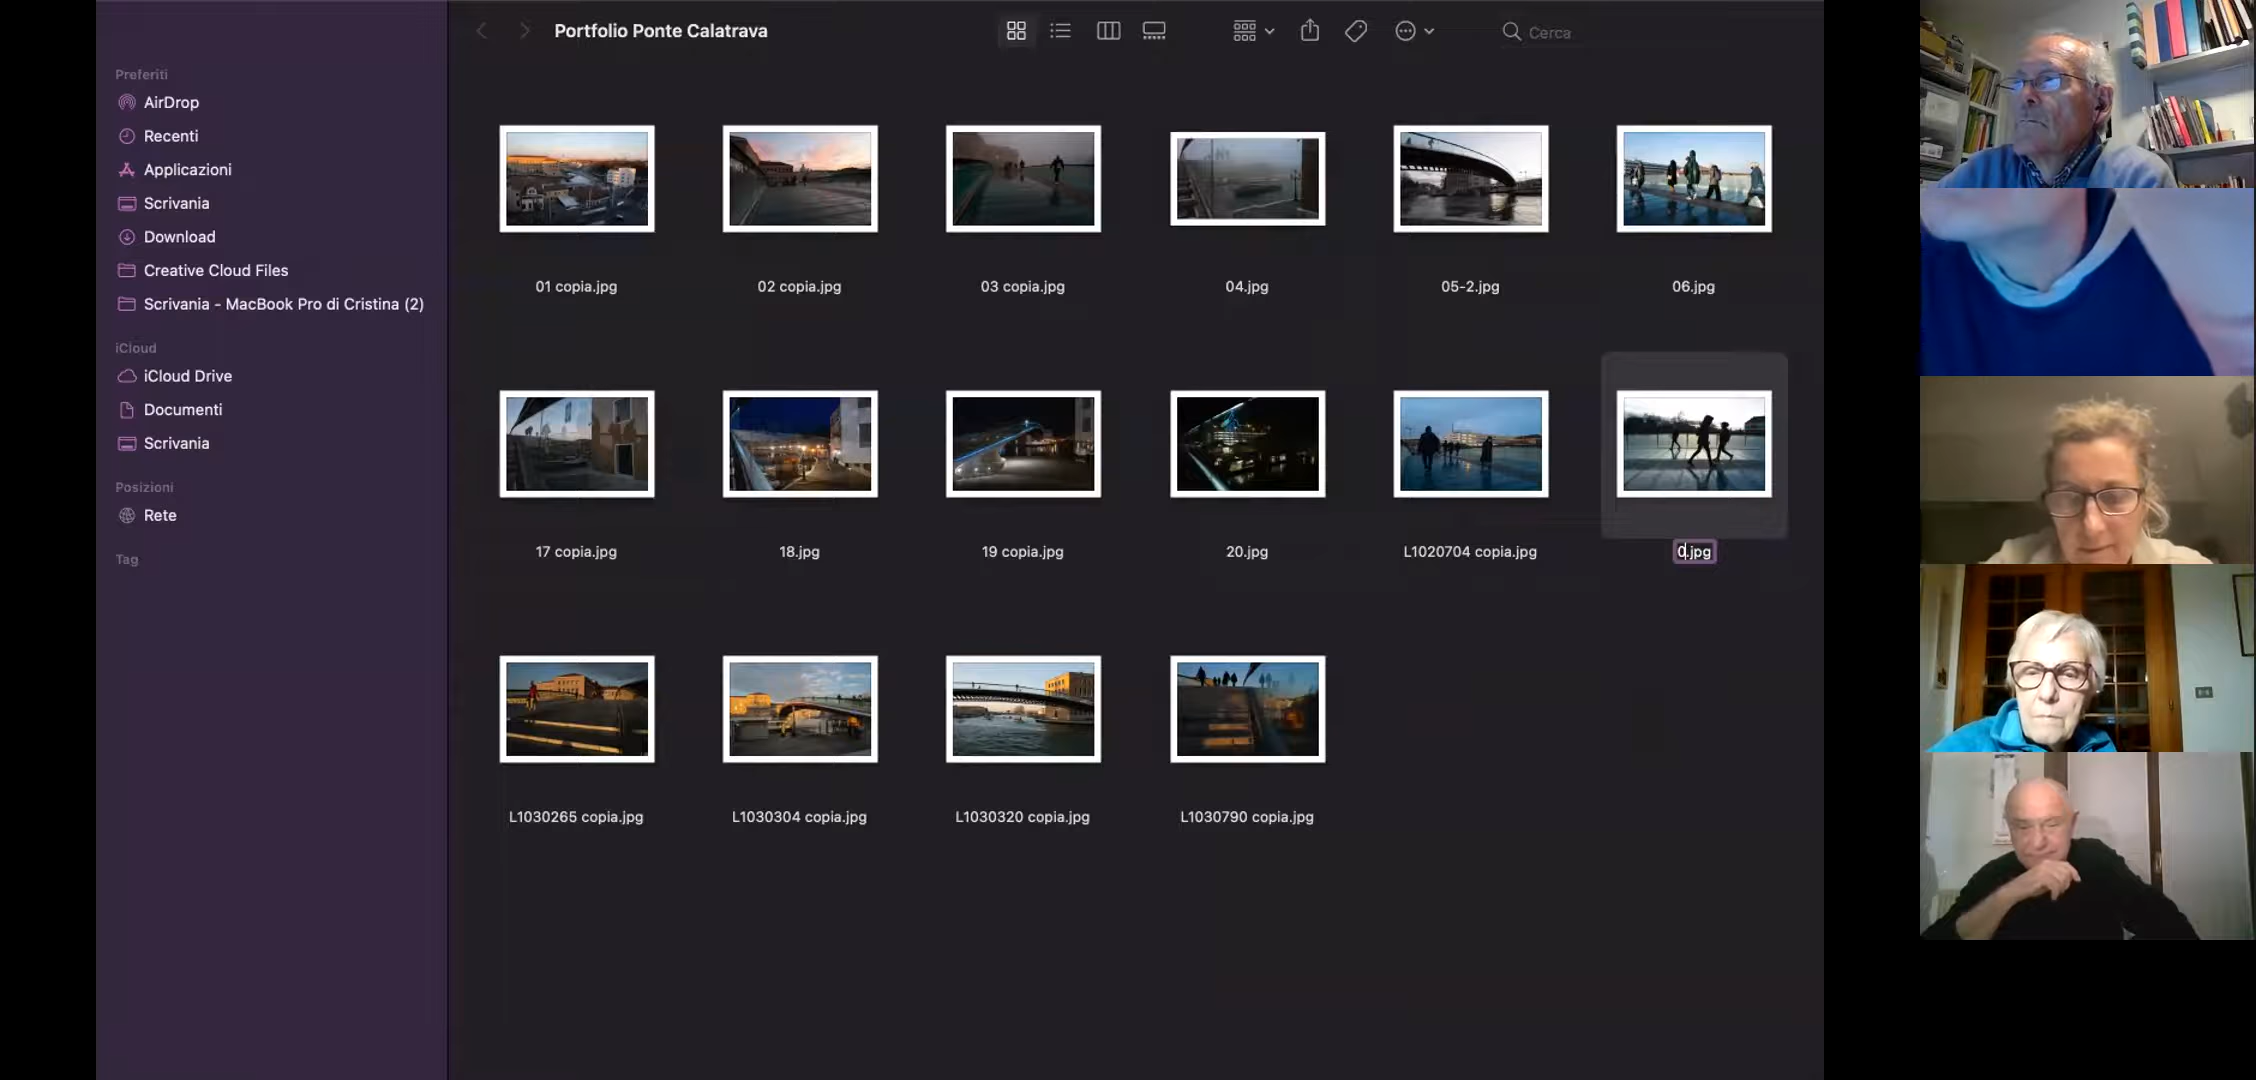 Portfolio Ponte Calatrava
Cerca
Preferiti
AirDrop
Recenti
Applicazioni
Scrivania
Download
Creative Cloud Files
Scrivania - MacBook Pro di Cristina (2)
iCloud
iCloud Drive
Documenti
Scrivania
Posizioni
Rete
Tag
01 copia.jpg
02 copia.jpg
03 copia.jpg
04.jpg
05-2.jpg
06.jpg
17 copia.jpg
18.jpg
19 copia.jpg
20.jpg
L1020704 copia.jpg
0.jpg
L1030265 copia.jpg
L1030304 copia.jpg
L1030320 copia.jpg
L1030790 copia.jpg